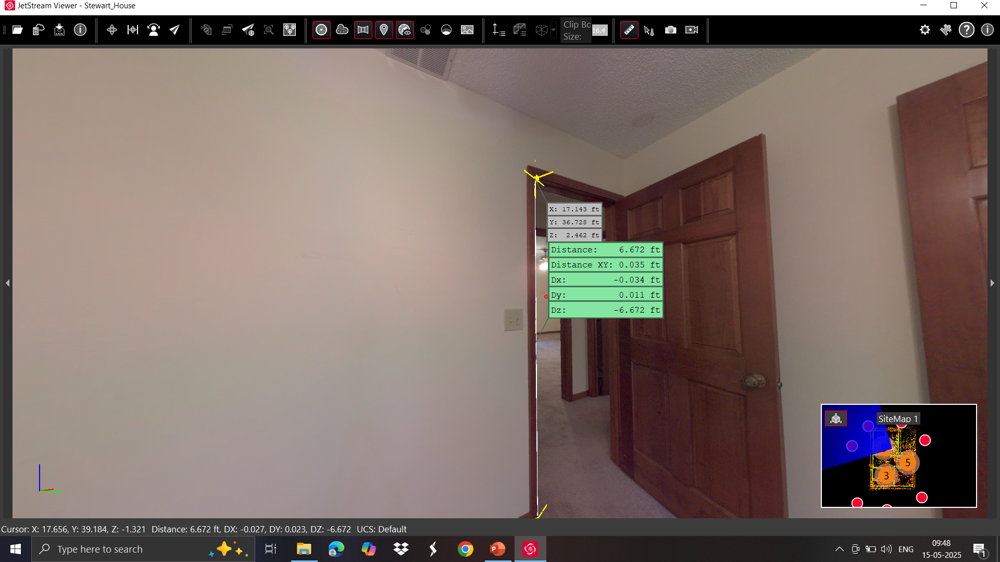 JetStream Viewer - Stewart_House
LGS
Clip Bo
Size:
16.4
X: 17.143 ft
Y: 36.728 ft
Z: 2.462 ft
Distance: 6.672 ft
Distance XY: 0.035 ft
Dx: -0.034 ft
Dy: 0.011 ft
Dz: -6.672 ft
SiteMap 1
5
3
Cursor: X: 17.656, Y: 39.184, Z: -1.321 Distance: 6.672 ft, DX: -0.027, DY: 0.023, DZ: -6.672 UCS: Default
Type here to search
ENG
09:48
15-05-2025
1